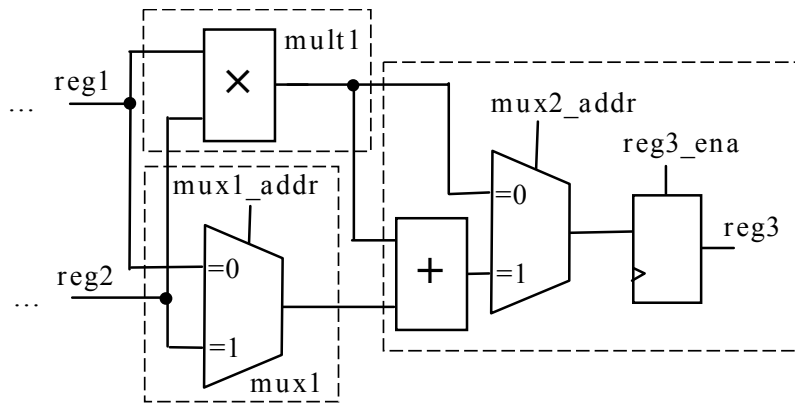 mult1
reg1
...
×
mux2_addr
reg3_ena
mux1_addr
=0
reg3
reg2
=0
+
=1
...
=1
mux1